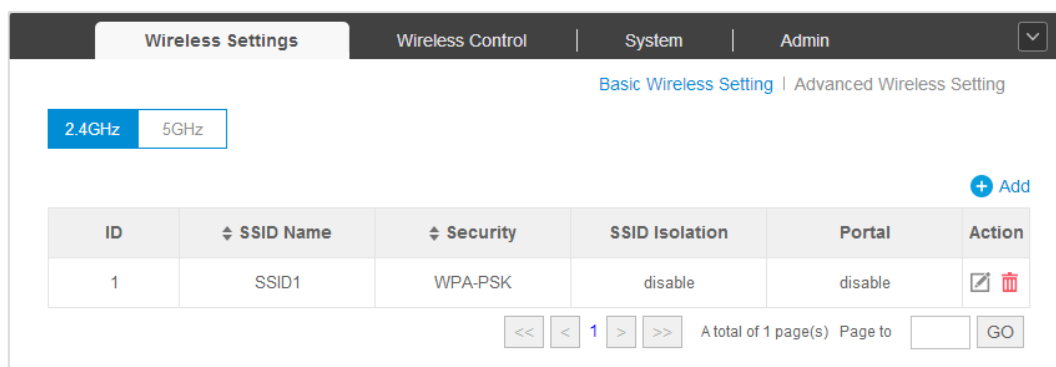 Wireless Settings Wireless Control | System | Admin
Basic Wireless Setting | Advanced Wireless Setting
2.4GHz 5GHz
+ Add
ID SSID Name Security SSID Isolation Portal Action
1 SSID1 WPA-PSK disable disable
<< < 1 > >> A total of 1 page(s) Page to GO